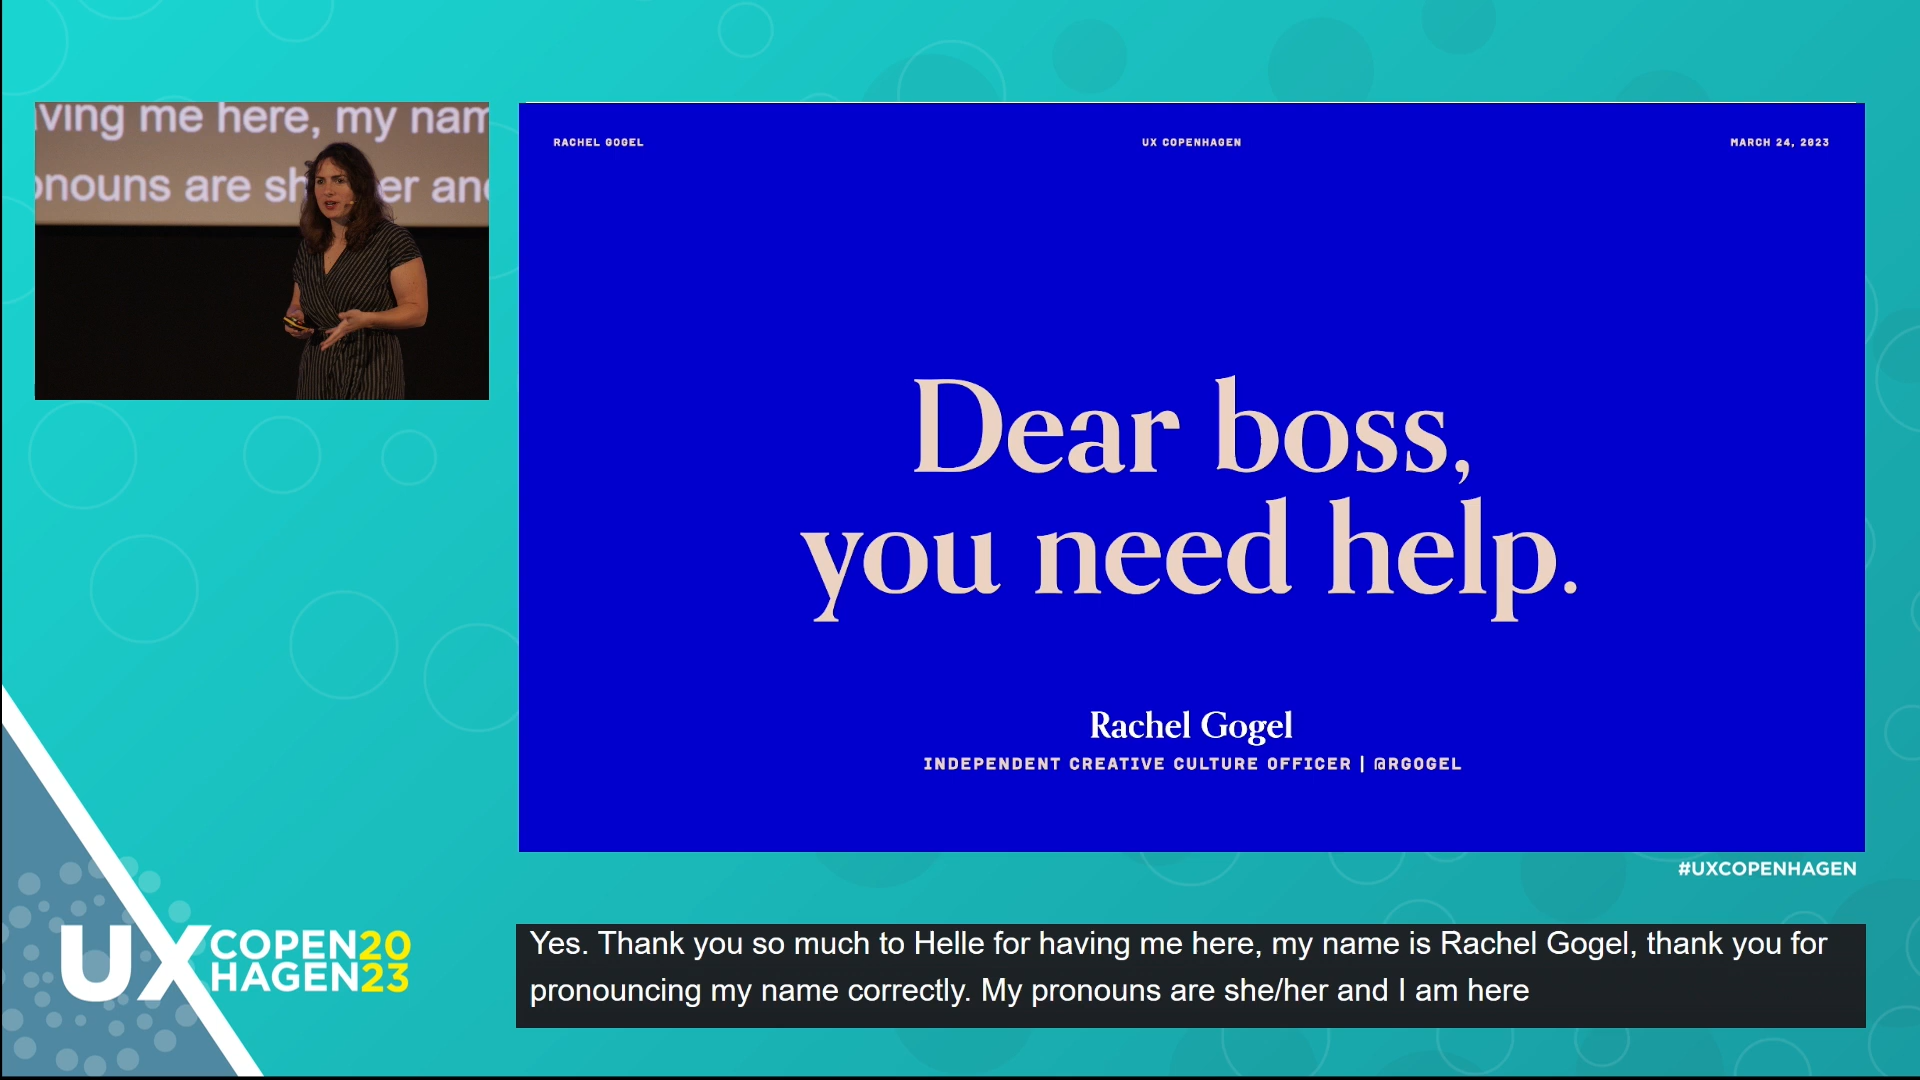 aving me here, my nam
onouns are sh er and
RACHEL GOGEL
UX COPENHAGEN
MARCH 24, 2023
Dear boss,
you need help.
Rachel Gogel
INDEPENDENT CREATIVE CULTURE OFFICER | @RGOGEL
#UXCOPENHAGEN
UX COPEN20
HAGEN23
Yes. Thank you so much to Helle for having me here, my name is Rachel Gogel, thank you for
pronouncing my name correctly. My pronouns are she/her and I am here